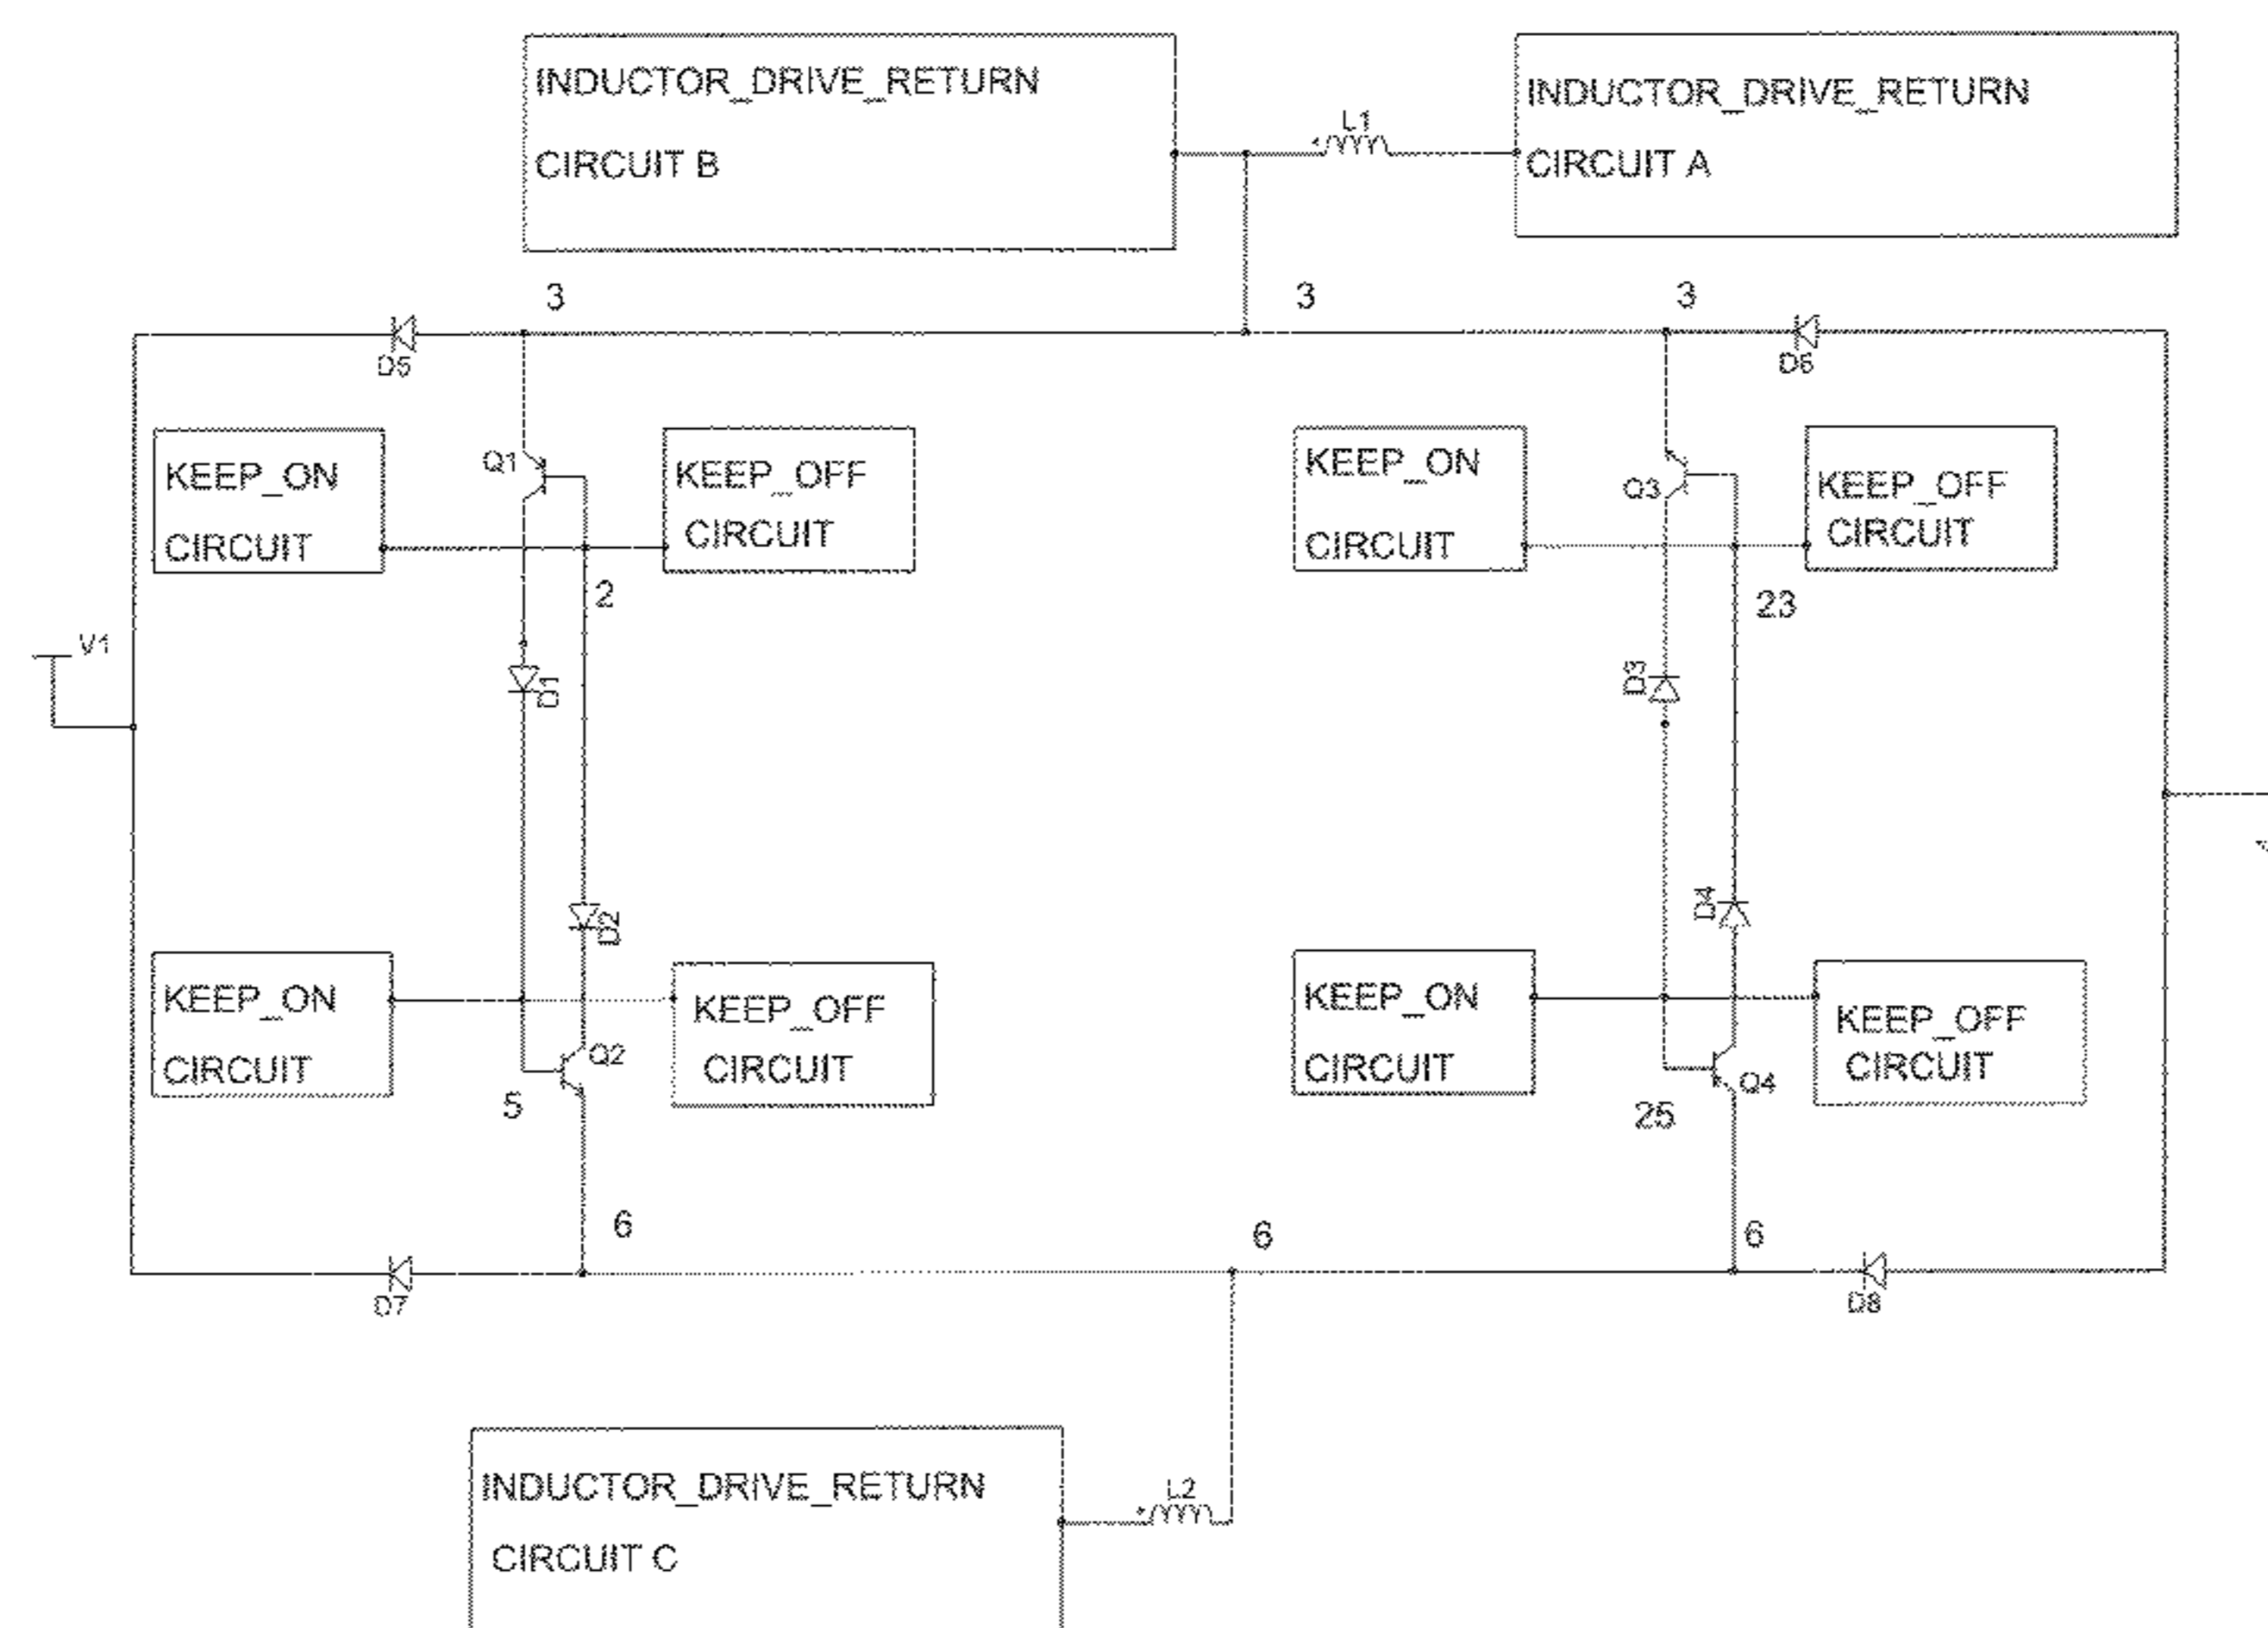 INDUCTOR_DRIVE_RETURN
CIRCUIT B
L1
INDUCTOR_DRIVE_RETURN
CIRCUIT A
3
3
3
D5
D6
KEEP_ON
CIRCUIT
Q1
KEEP_OFF
CIRCUIT
KEEP_ON
CIRCUIT
Q3
KEEP_OFF
CIRCUIT
2
23
V1
D1
D3
D2
D4
KEEP_ON
CIRCUIT
KEEP_OFF
CIRCUIT
Q2
5
KEEP_ON
CIRCUIT
KEEP_OFF
CIRCUIT
Q4
25
6
6
6
D7
D8
INDUCTOR_DRIVE_RETURN
CIRCUIT C
L2